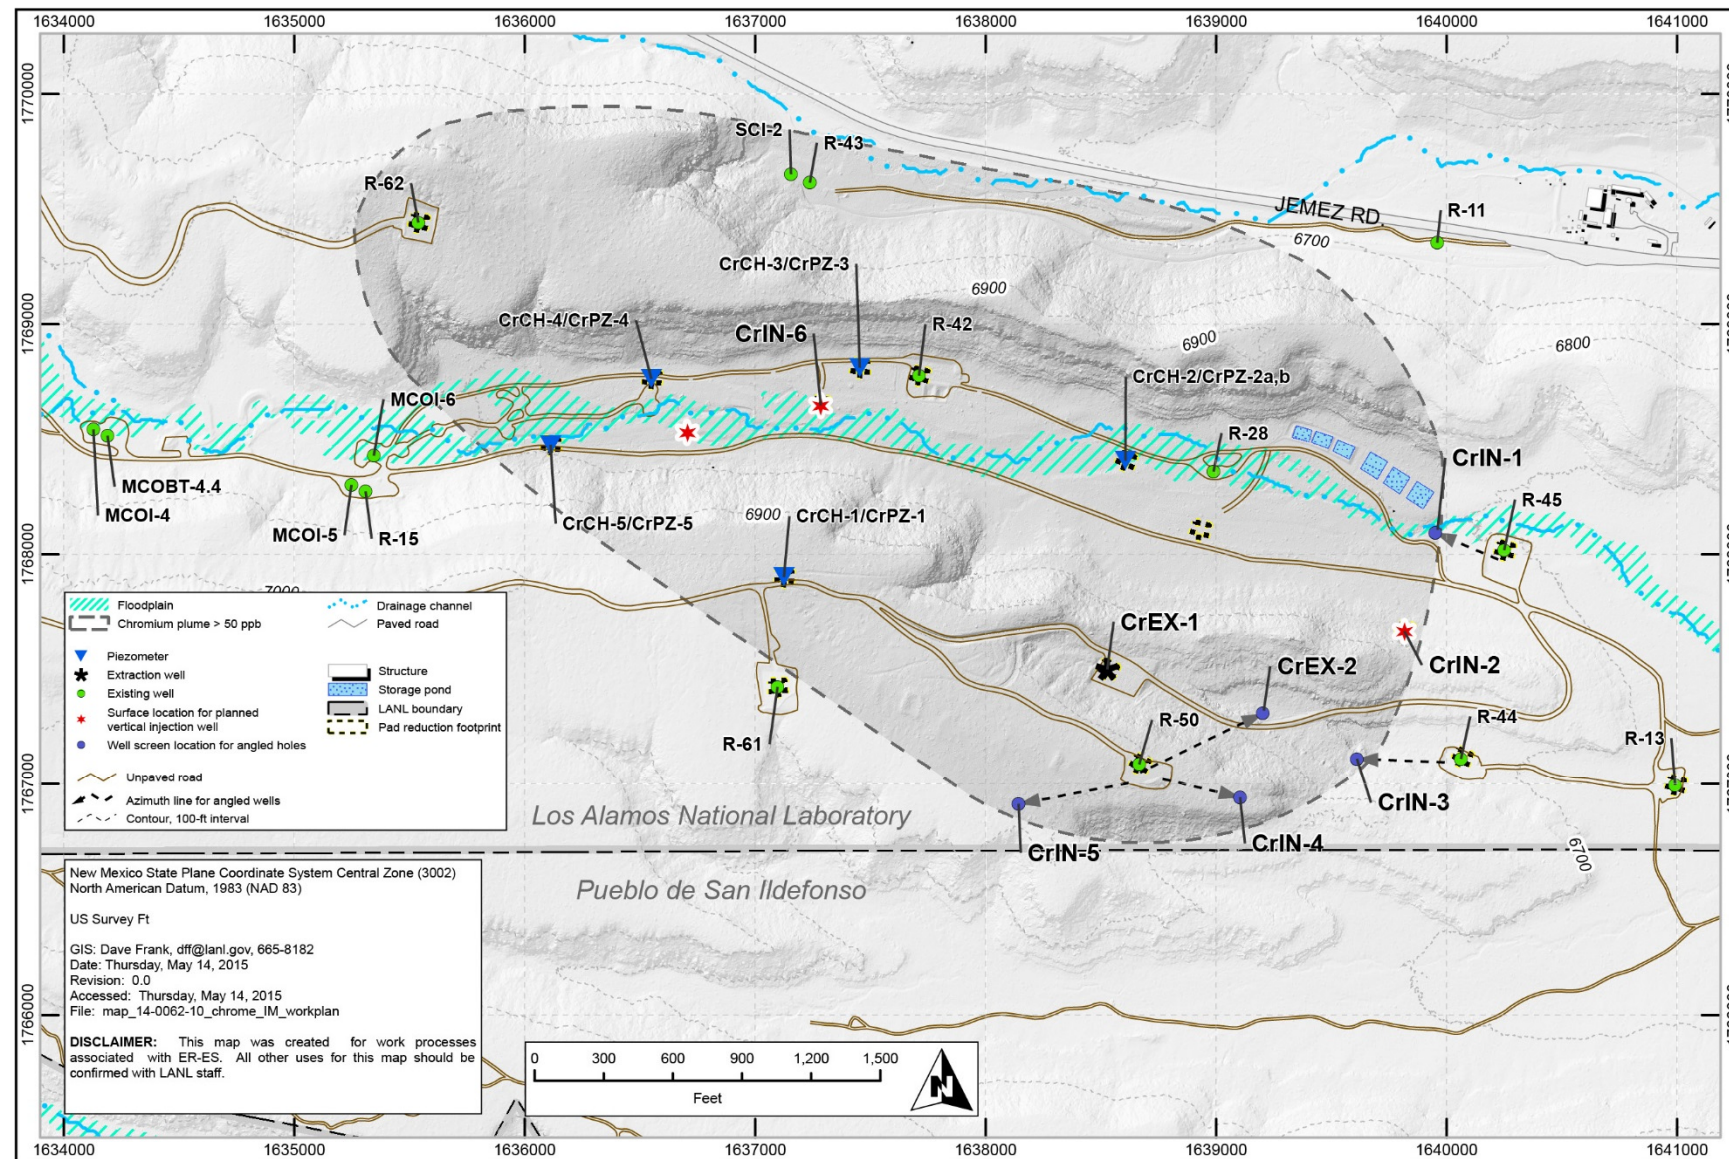 1634000 1635000 1636000 1637000 1638000 1639000 1640000 1641000
1770000
SCI-2
R-43
R-62
JEMEZ RD
R-11
6700
CrCH-3/CrPZ-3
6900
1769000
CrCH-4/CrPZ-4
CrIN-6
R-42
6900
6800
CrCH-2/CrPZ-2a,b
MCOI-6
R-28
CrIN-1
MCOBT-4.4
MCOI-4
R-45
MCOI-5
R-15
CrCH-5/CrPZ-5
6900
CrCH-1/CrPZ-1
1768000
7000
Floodplain
Chromium plume > 50 ppb
Piezometer
Extraction well
Existing well
Surface location for planned
vertical injection well
Well screen location for angled holes
Unpaved road
Azimuth line for angled wells
Contour, 100-ft interval
Drainage channel
Paved road
Structure
Storage pond
LANL boundary
Pad reduction footprint
CrEX-1
CrEX-2
CrIN-2
R-61
R-50
R-44
R-13
1767000
CrIN-3
Los Alamos National Laboratory
CrIN-5
CrIN-4
6700
Pueblo de San Ildefonso
New Mexico State Plane Coordinate System Central Zone (3002)
North American Datum, 1983 (NAD 83)
US Survey Ft
GIS: Dave Frank, dff@lanl.gov, 665-8182
Date: Thursday, May 14, 2015
Revision: 0.0
Accessed: Thursday, May 14, 2015
File: map_14-0062-10_chrome_IM_workplan
DISCLAIMER: This map was created for work processes
associated with ER-ES. All other uses for this map should be
confirmed with LANL staff.
1766000
0 300 600 900 1,200 1,500
Feet
N
1634000 1635000 1636000 1637000 1638000 1639000 1640000 1641000